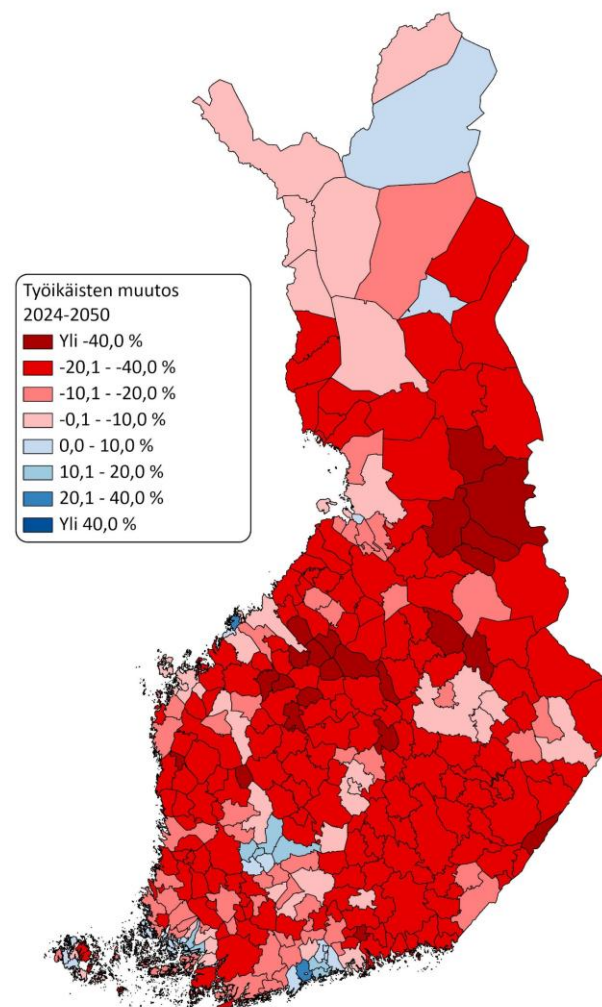 Työikäisten muutos
2024-2050
Yli -40,0 %
-20,1 - -40,0 %
-10,1 - -20,0 %
-0,1 - -10,0 %
0,0 - 10,0 %
10,1 - 20,0 %
20,1 - 40,0 %
Yli 40,0 %